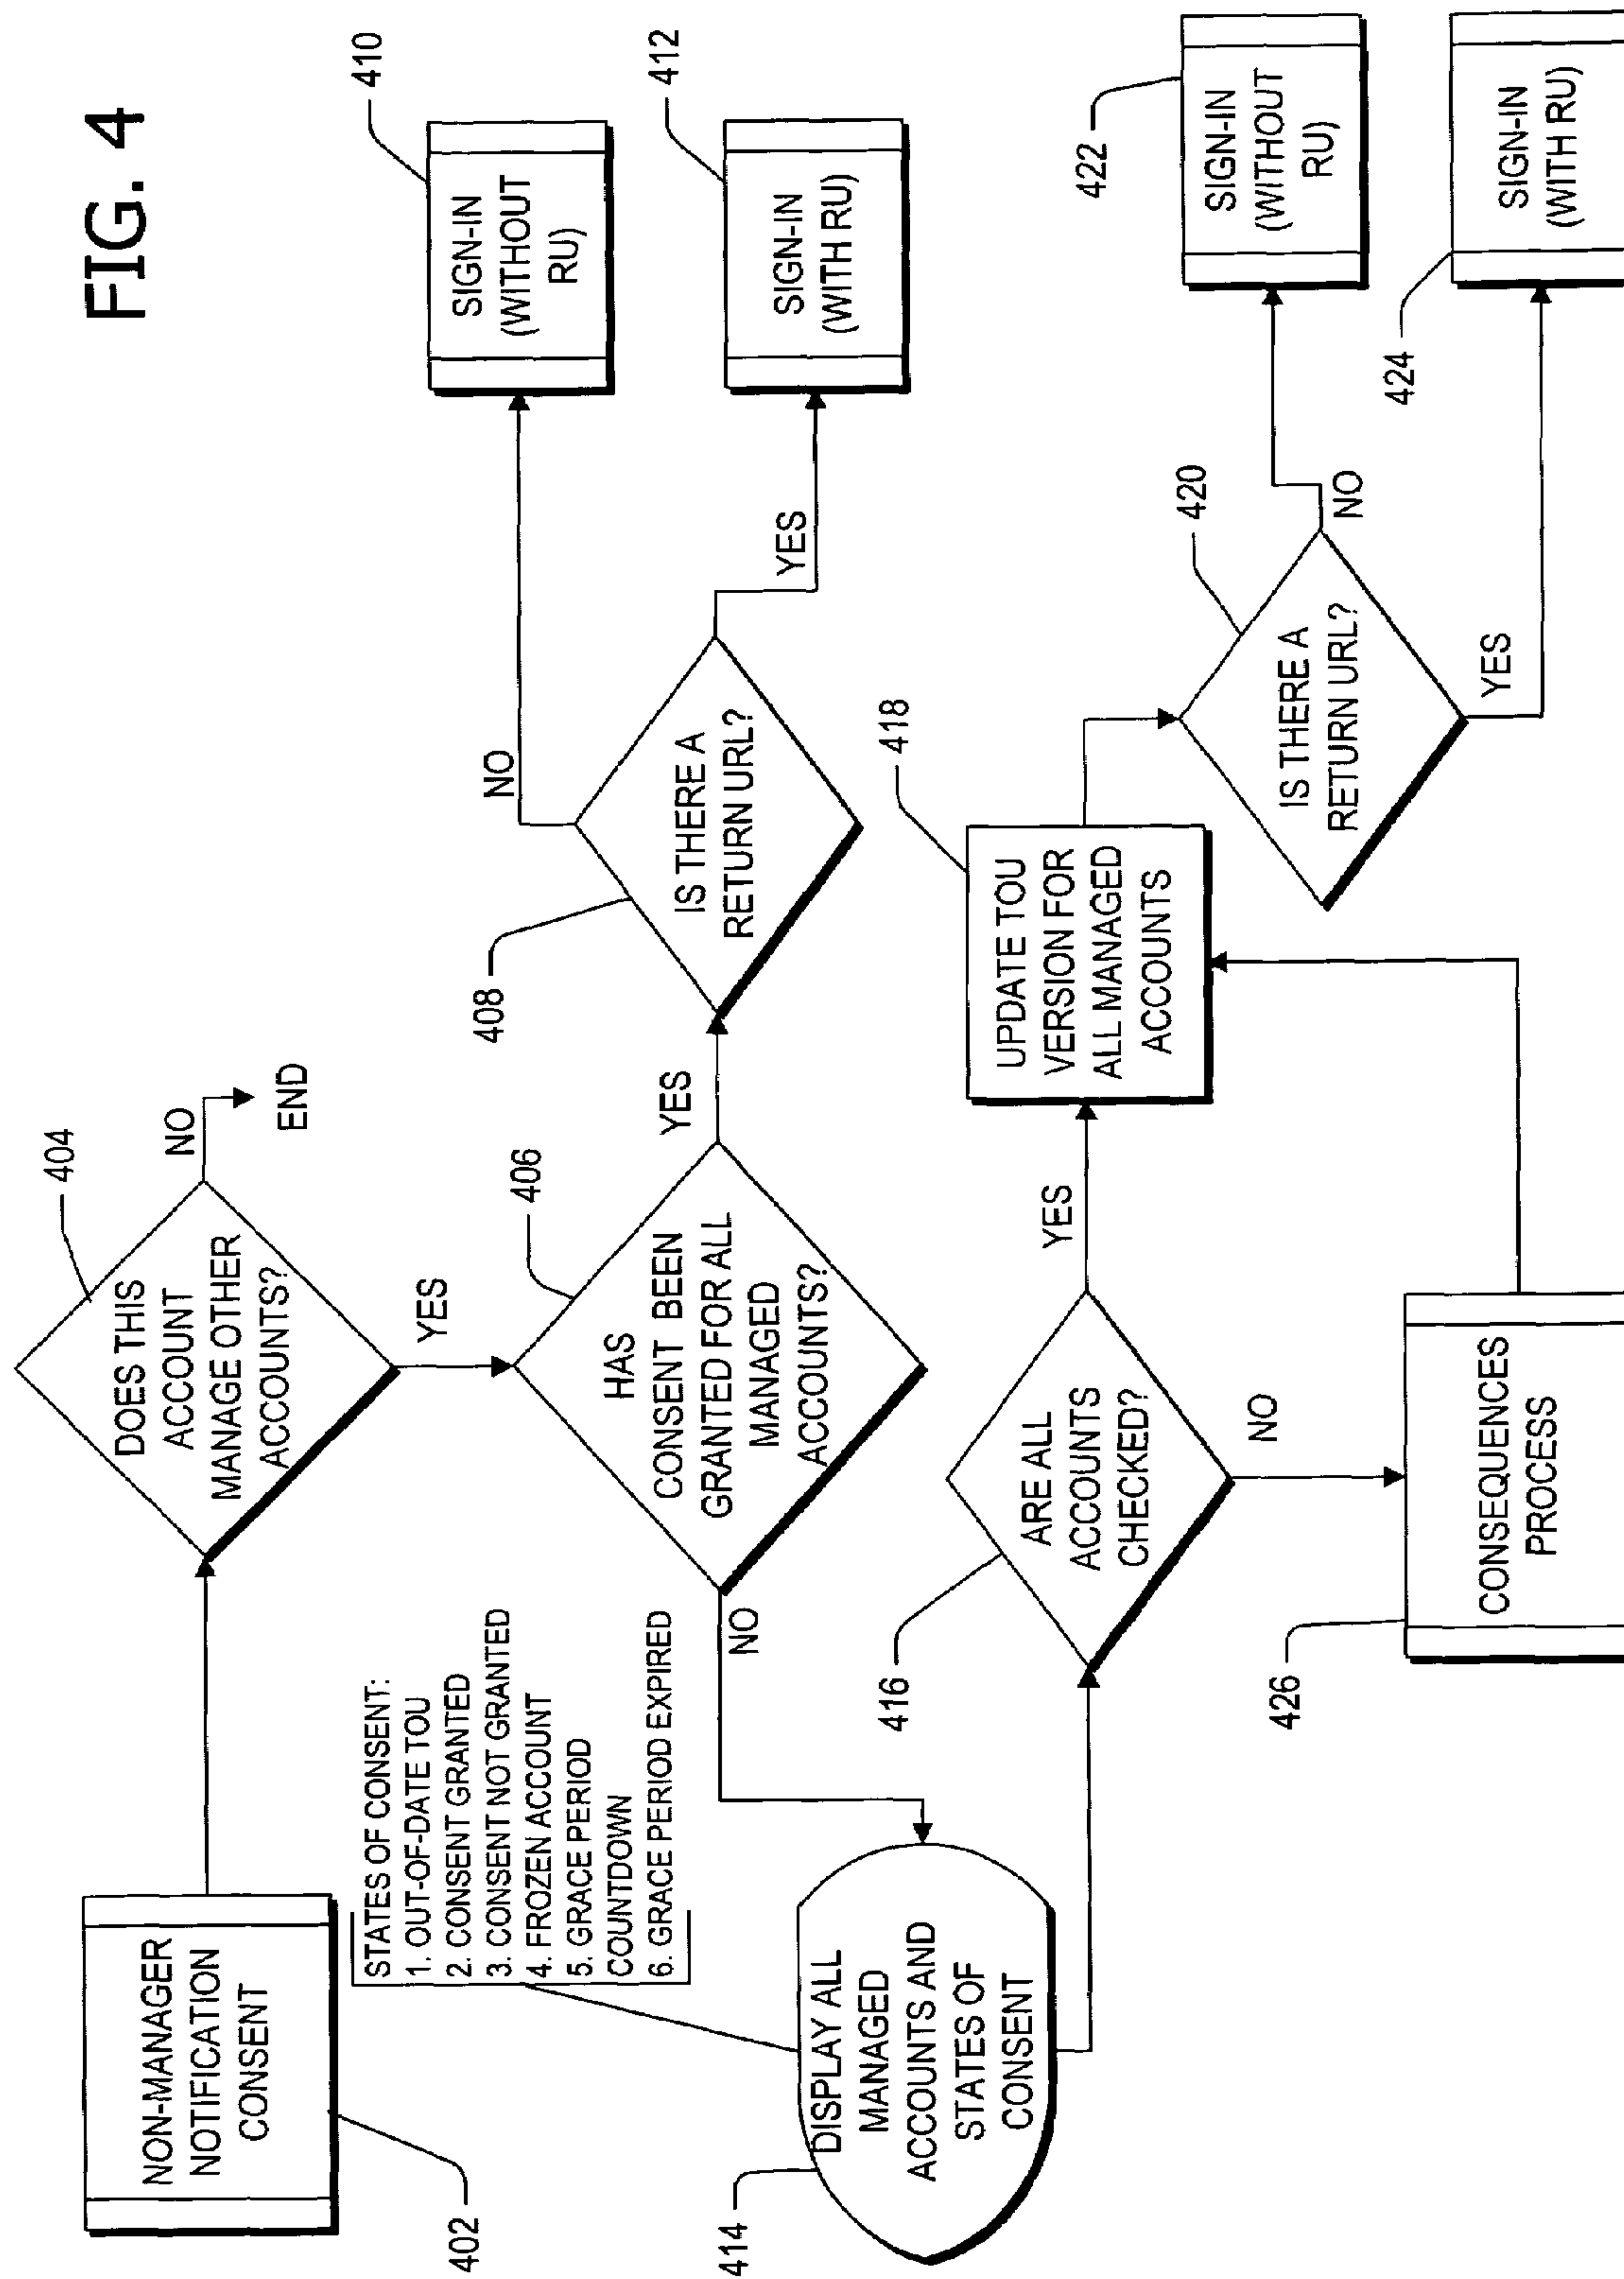 FIG. 4
NON-MANAGER
NOTIFICATION
CONSENT
402
DOES THIS
ACCOUNT
MANAGE OTHER
ACCOUNTS?
404
NO
END
YES
HAS
CONSENT BEEN
GRANTED FOR ALL
MANAGED
ACCOUNTS?
406
YES
NO
IS THERE A
RETURN URL?
408
NO
YES
SIGN-IN
(WITHOUT
RU)
410
SIGN-IN
(WITH RU)
412
STATES OF CONSENT:
1. OUT-OF-DATE TOU
2. CONSENT GRANTED
3. CONSENT NOT GRANTED
4. FROZEN ACCOUNT
5. GRACE PERIOD
COUNTDOWN
6. GRACE PERIOD EXPIRED
DISPLAY ALL
MANAGED
ACCOUNTS AND
STATES OF
CONSENT
414
ARE ALL
ACCOUNTS
CHECKED?
416
YES
NO
UPDATE TOU
VERSION FOR
ALL MANAGED
ACCOUNTS
418
IS THERE A
RETURN URL?
420
NO
YES
SIGN-IN
(WITHOUT
RU)
422
SIGN-IN
(WITH RU)
424
CONSEQUENCES
PROCESS
426